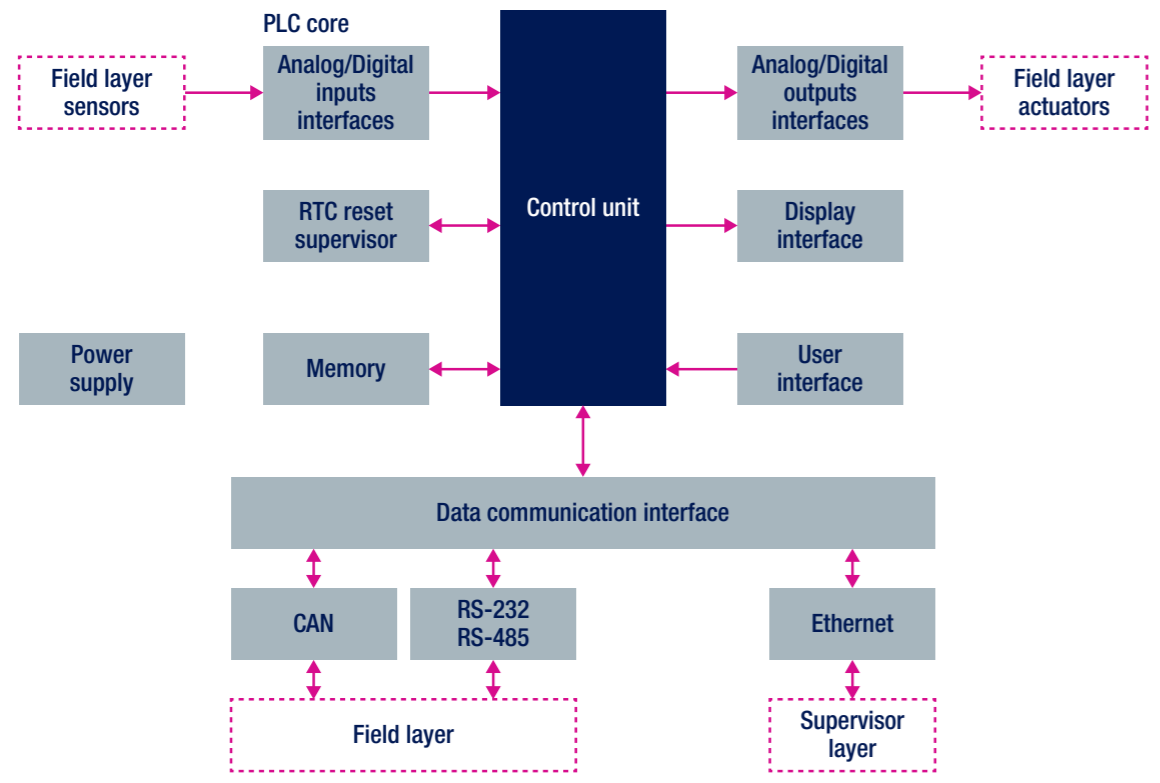 PLC core
Field layer
sensors
Analog/Digital
inputs
interfaces
Analog/Digital
outputs
interfaces
Field layer
actuators
RTC reset
supervisor
Control unit
Display
interface
Power
supply
Memory
User
interface
Data communication interface
CAN
RS-232
RS-485
Ethernet
Field layer
Supervisor
layer